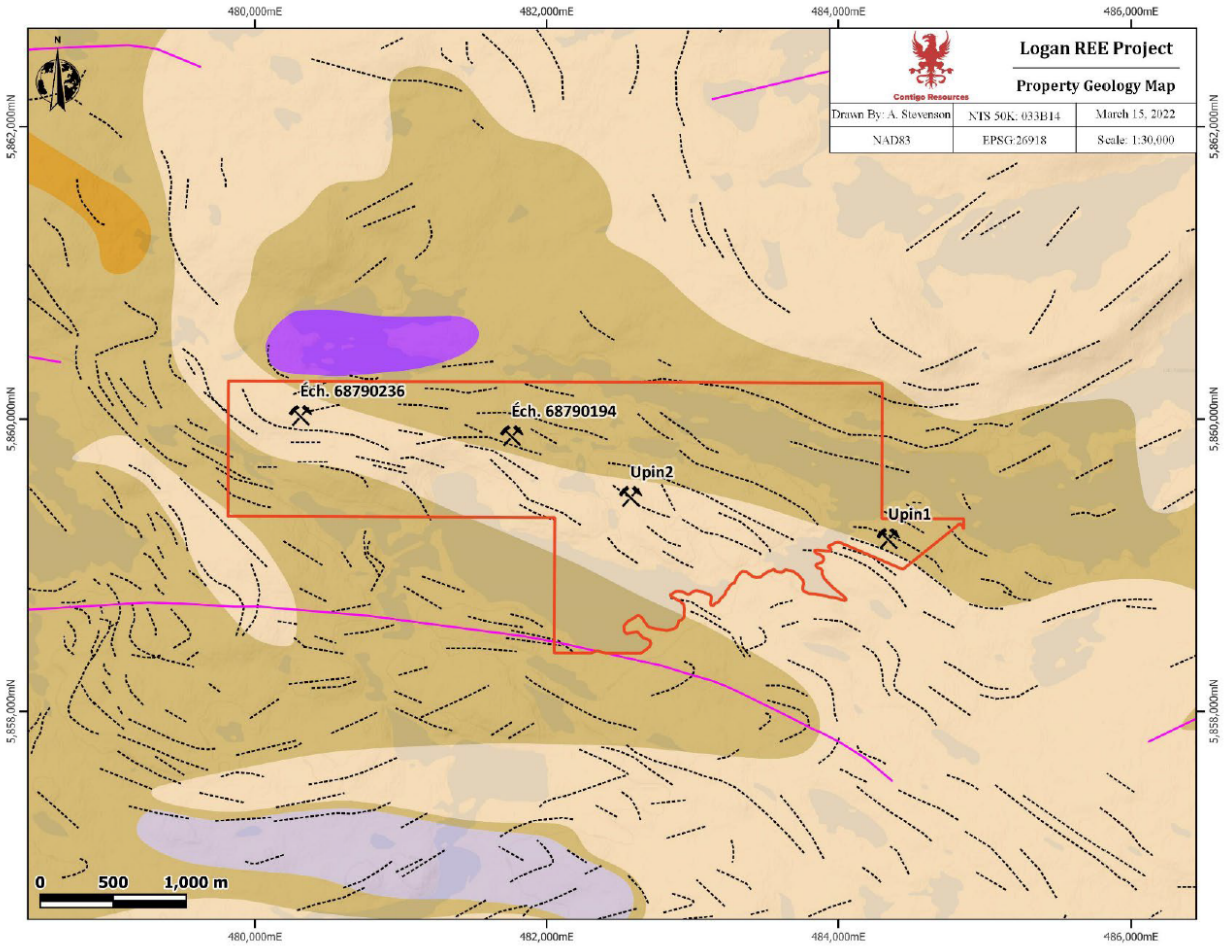 480,000mE 482,000mE 484,000mE 486,000mE
N
Contigo Resources
Logan REE Project
Property Geology Map
Drawn By: A. Stevenson NTS 50K: 033B14 March 15, 2022
NAD83 EPSG:26918 Scale: 1:30,000
5,862,000mN 5,862,000mN
Éch. 68790236
Éch. 68790194
5,860,000mN 5,860,000mN
Upin2
Upin1
5,858,000mN 5,858,000mN
0 500 1,000 m
480,000mE 482,000mE 484,000mE 486,000mE